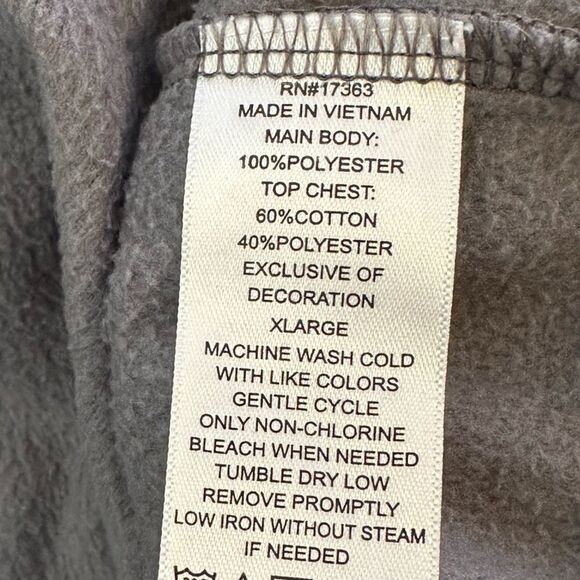 RN#17363
MADE IN VIETNAM
MAIN BODY:
100%POLYESTER
TOP CHEST:
60%COTTON
40%POLYESTER
EXCLUSIVE OF
DECORATION
XLARGE
MACHINE WASH COLD
WITH LIKE COLORS
GENTLE CYCLE
ONLY NON-CHLORINE
BLEACH WHEN NEEDED
TUMBLE DRY LOW
REMOVE PROMPTLY
LOW IRON WITHOUT STEAM
IF NEEDED